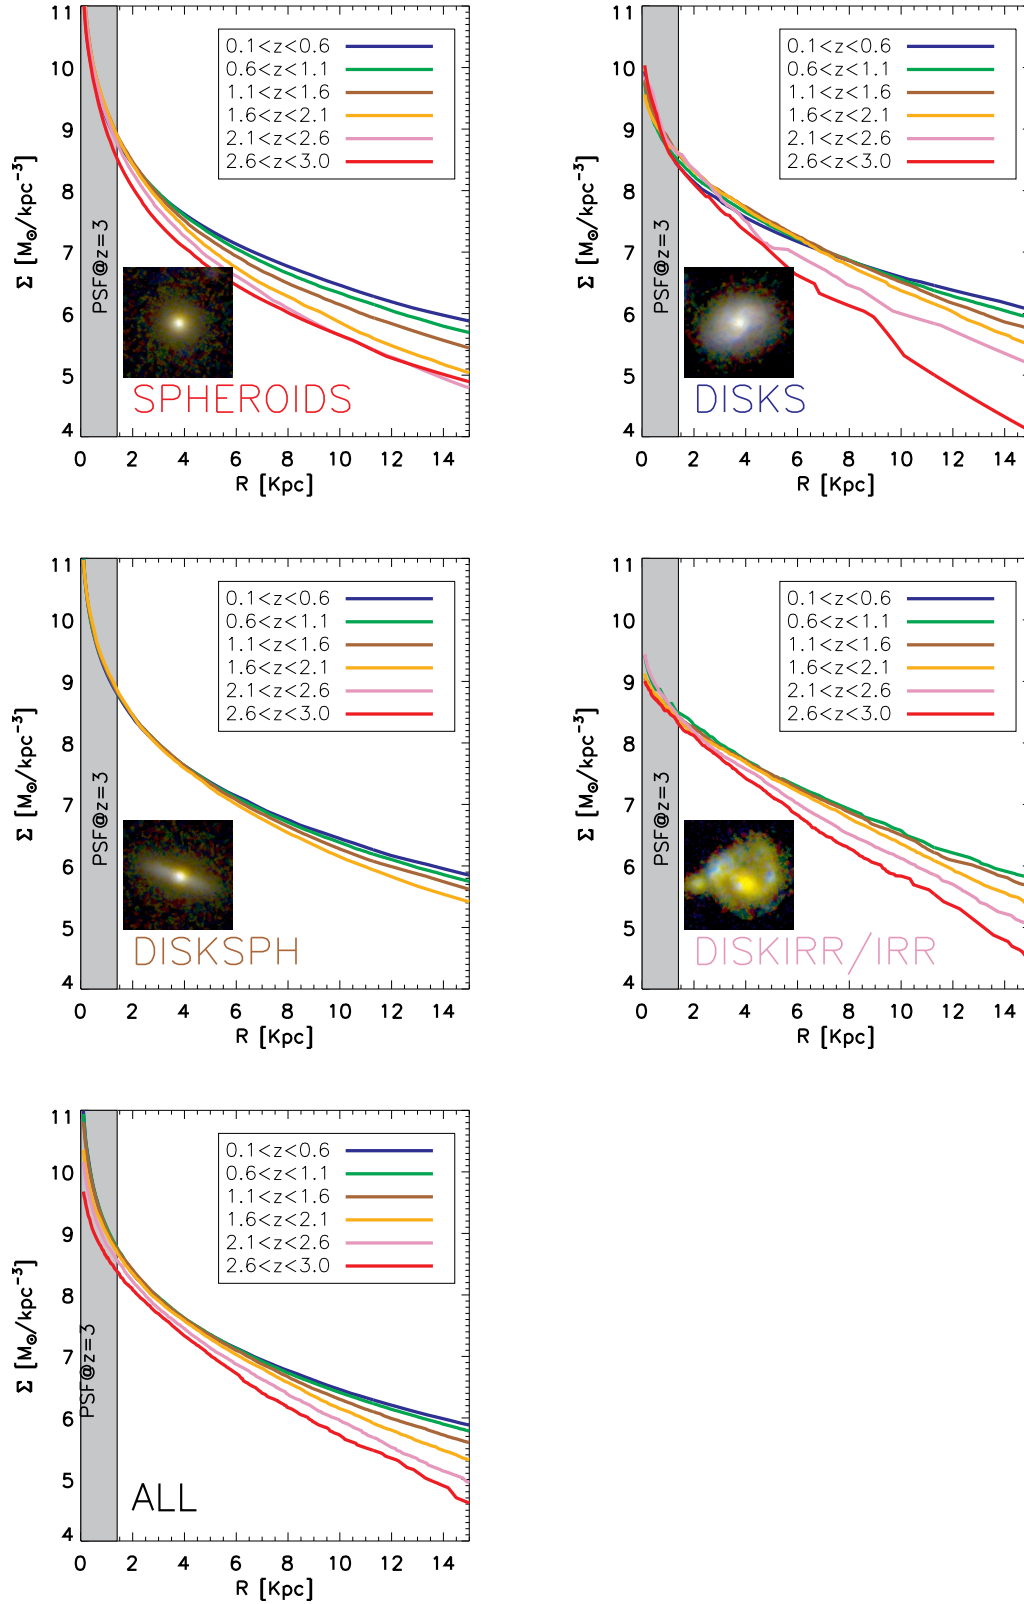 11
10
9
8
7
6
5
4
Σ [M⊙/kpc⁻³]
PSF@z=3
0.1<z<0.6
0.6<z<1.1
1.1<z<1.6
1.6<z<2.1
2.1<z<2.6
2.6<z<3.0
SPHEROIDS
0 2 4 6 8 10 12 14
R [Kpc]
11
10
9
8
7
6
5
4
Σ [M⊙/kpc⁻³]
PSF@z=3
0.1<z<0.6
0.6<z<1.1
1.1<z<1.6
1.6<z<2.1
2.1<z<2.6
2.6<z<3.0
DISKS
0 2 4 6 8 10 12 14
R [Kpc]
11
10
9
8
7
6
5
4
Σ [M⊙/kpc⁻³]
PSF@z=3
0.1<z<0.6
0.6<z<1.1
1.1<z<1.6
1.6<z<2.1
2.1<z<2.6
2.6<z<3.0
DISKSPH
0 2 4 6 8 10 12 14
R [Kpc]
11
10
9
8
7
6
5
4
Σ [M⊙/kpc⁻³]
PSF@z=3
0.1<z<0.6
0.6<z<1.1
1.1<z<1.6
1.6<z<2.1
2.1<z<2.6
2.6<z<3.0
DISKIRR/IRR
0 2 4 6 8 10 12 14
R [Kpc]
11
10
9
8
7
6
5
4
Σ [M⊙/kpc⁻³]
PSF@z=3
0.1<z<0.6
0.6<z<1.1
1.1<z<1.6
1.6<z<2.1
2.1<z<2.6
2.6<z<3.0
ALL
0 2 4 6 8 10 12 14
R [Kpc]